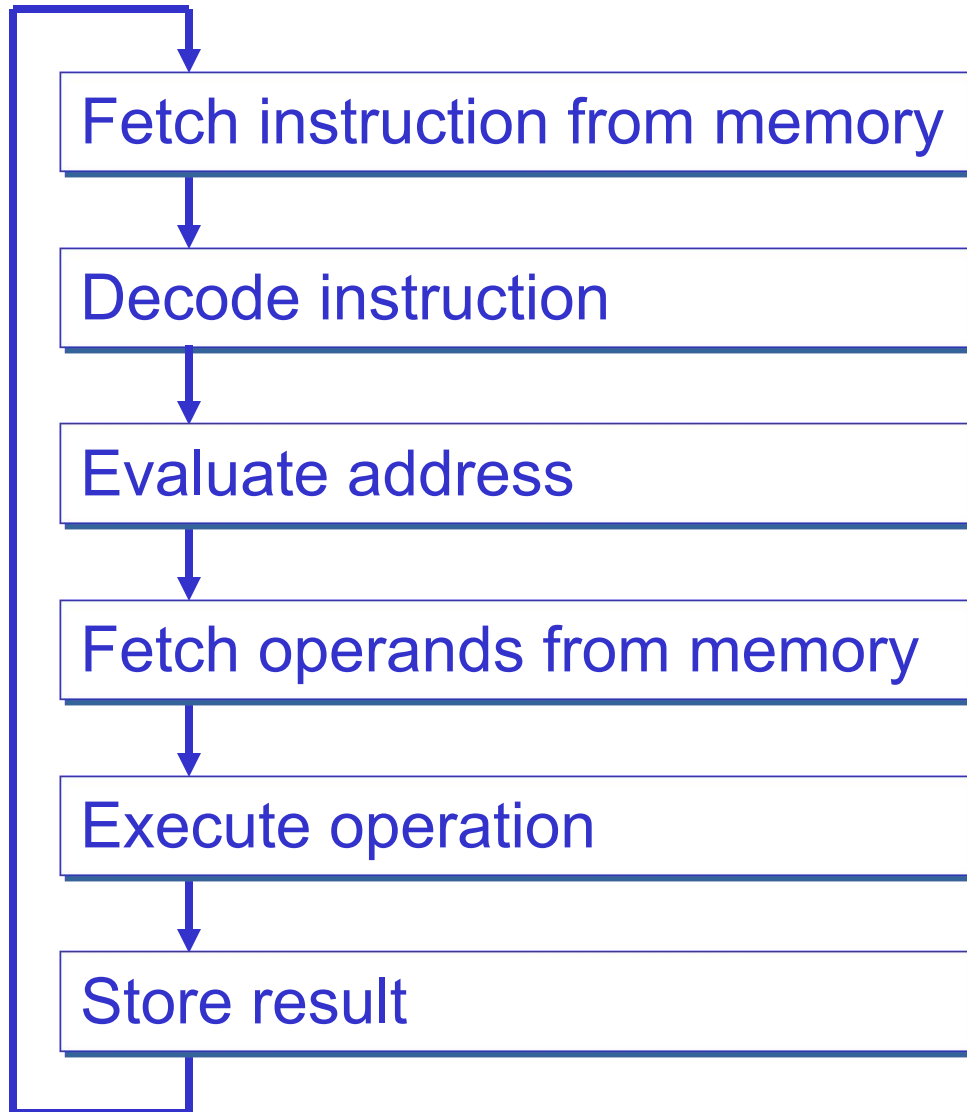 Fetch instruction from memory
Decode instruction
Evaluate address
Fetch operands from memory
Execute operation
Store result